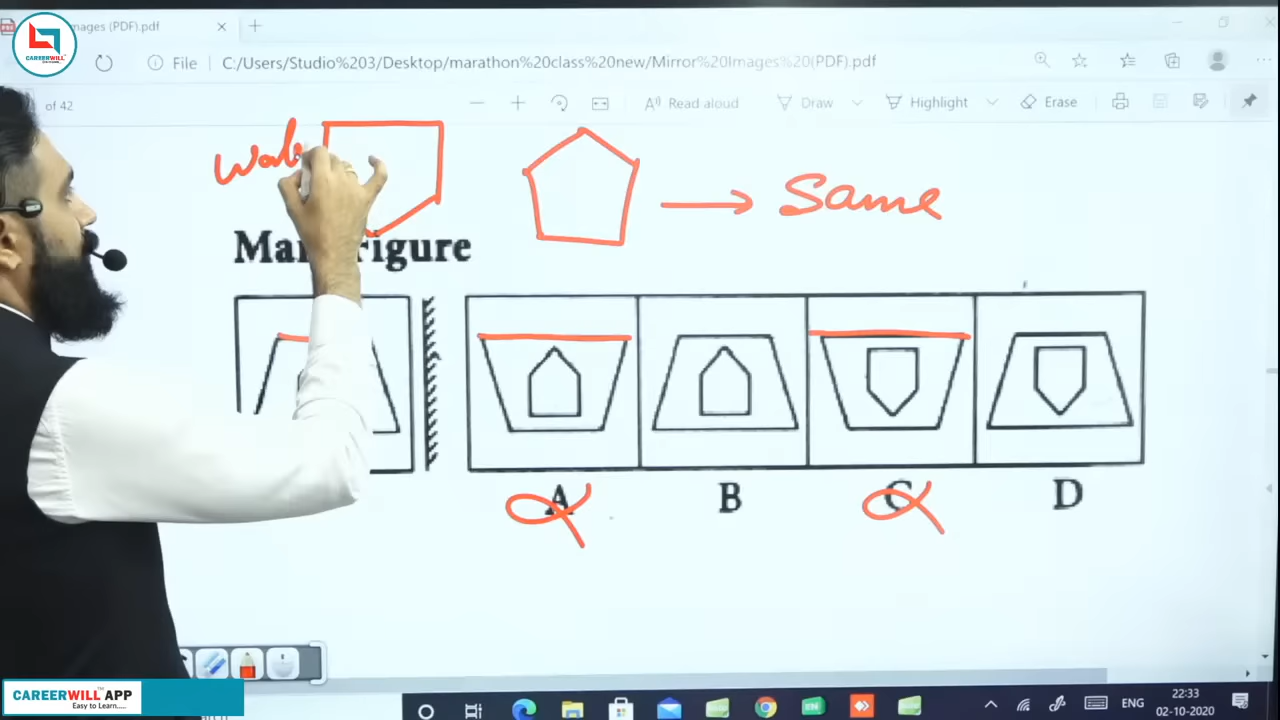 mages (PDF).pdf
CAREERWILL
File
C:/Users/Studio%203/Desktop/marathon%20class%20new/Mirror%20Images%20(PDF).pdf
of 42
Read aloud
Draw
Highlight
Erase
Same
Figure
A B C D
CAREERWILL APP
Easy to Learn.....
ENG
22:33
02-10-2020